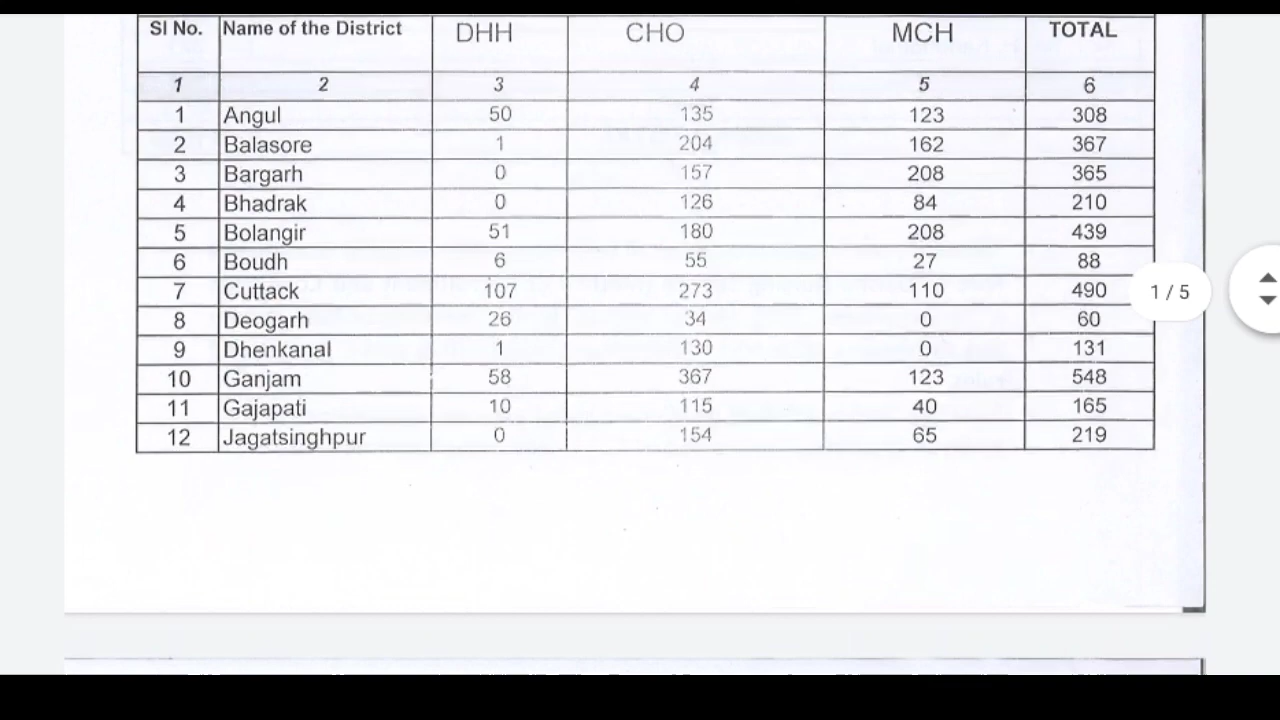 SI No. Name of the District DHH CHO MCH TOTAL
1 2 3 4 5 6
1 Angul 50 135 123 308
2 Balasore 1 204 162 367
3 Bargarh 0 157 208 365
4 Bhadrak 0 126 84 210
5 Bolangir 51 180 208 439
6 Boudh 6 55 27 88
7 Cuttack 107 273 110 490
8 Deogarh 26 34 0 60
9 Dhenkanal 1 130 0 131
10 Ganjam 58 367 123 548
11 Gajapati 10 115 40 165
12 Jagatsinghpur 0 154 65 219
1 / 5